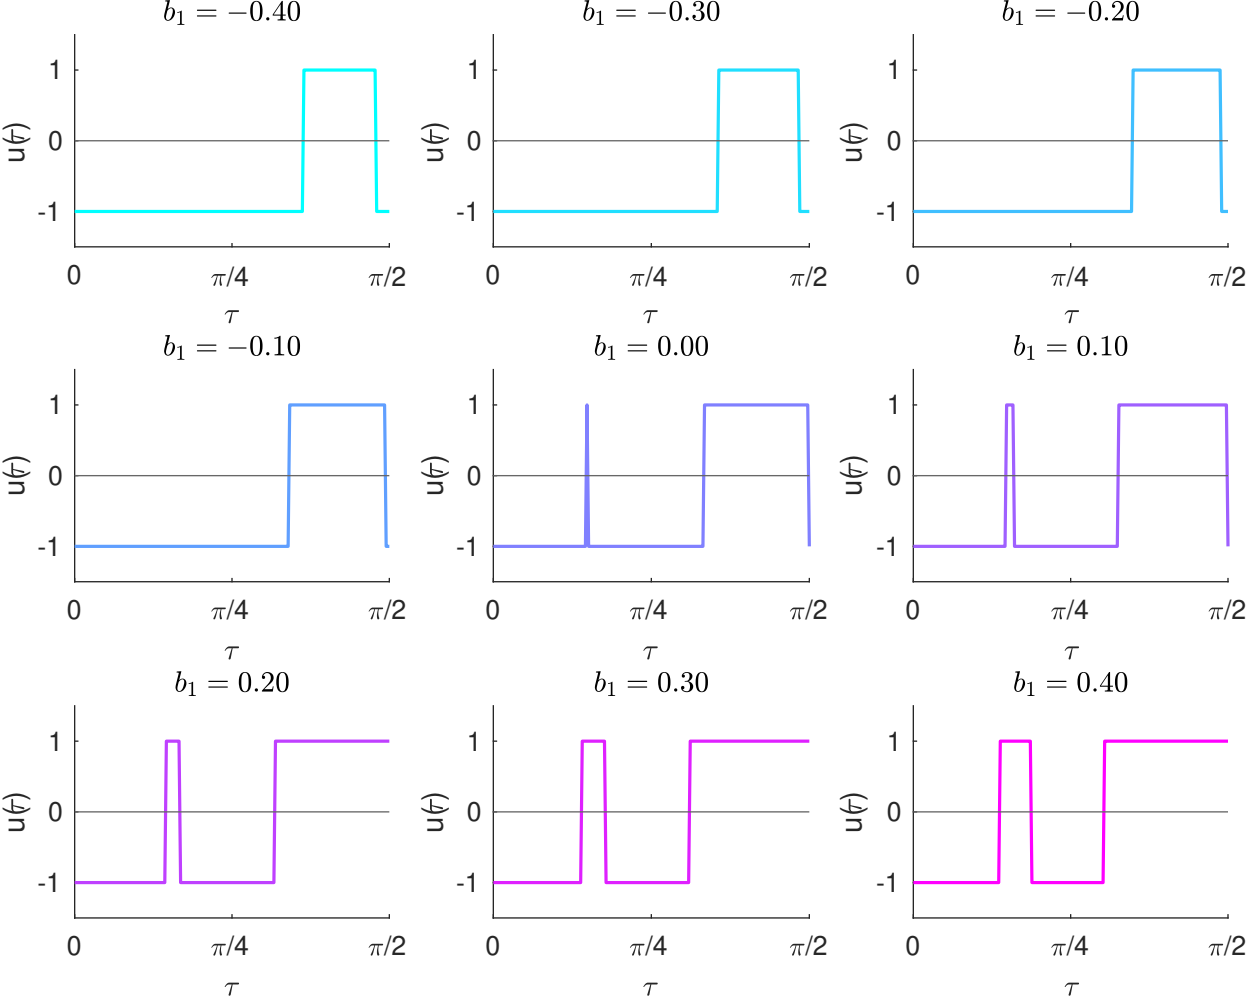 b₁ = −0.40
b₁ = −0.30
b₁ = −0.20
1
0
-1
u(τ)
0 π/4 π/2
τ
1
0
-1
u(τ)
0 π/4 π/2
τ
1
0
-1
u(τ)
0 π/4 π/2
τ
b₁ = −0.10
b₁ = 0.00
b₁ = 0.10
1
0
-1
u(τ)
0 π/4 π/2
τ
1
0
-1
u(τ)
0 π/4 π/2
τ
1
0
-1
u(τ)
0 π/4 π/2
τ
b₁ = 0.20
b₁ = 0.30
b₁ = 0.40
1
0
-1
u(τ)
0 π/4 π/2
τ
1
0
-1
u(τ)
0 π/4 π/2
τ
1
0
-1
u(τ)
0 π/4 π/2
τ